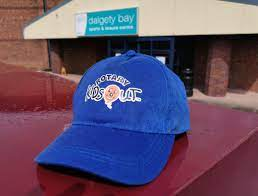 dalgety bay
sports & leisure centre
ROTARY
KIDS OUT